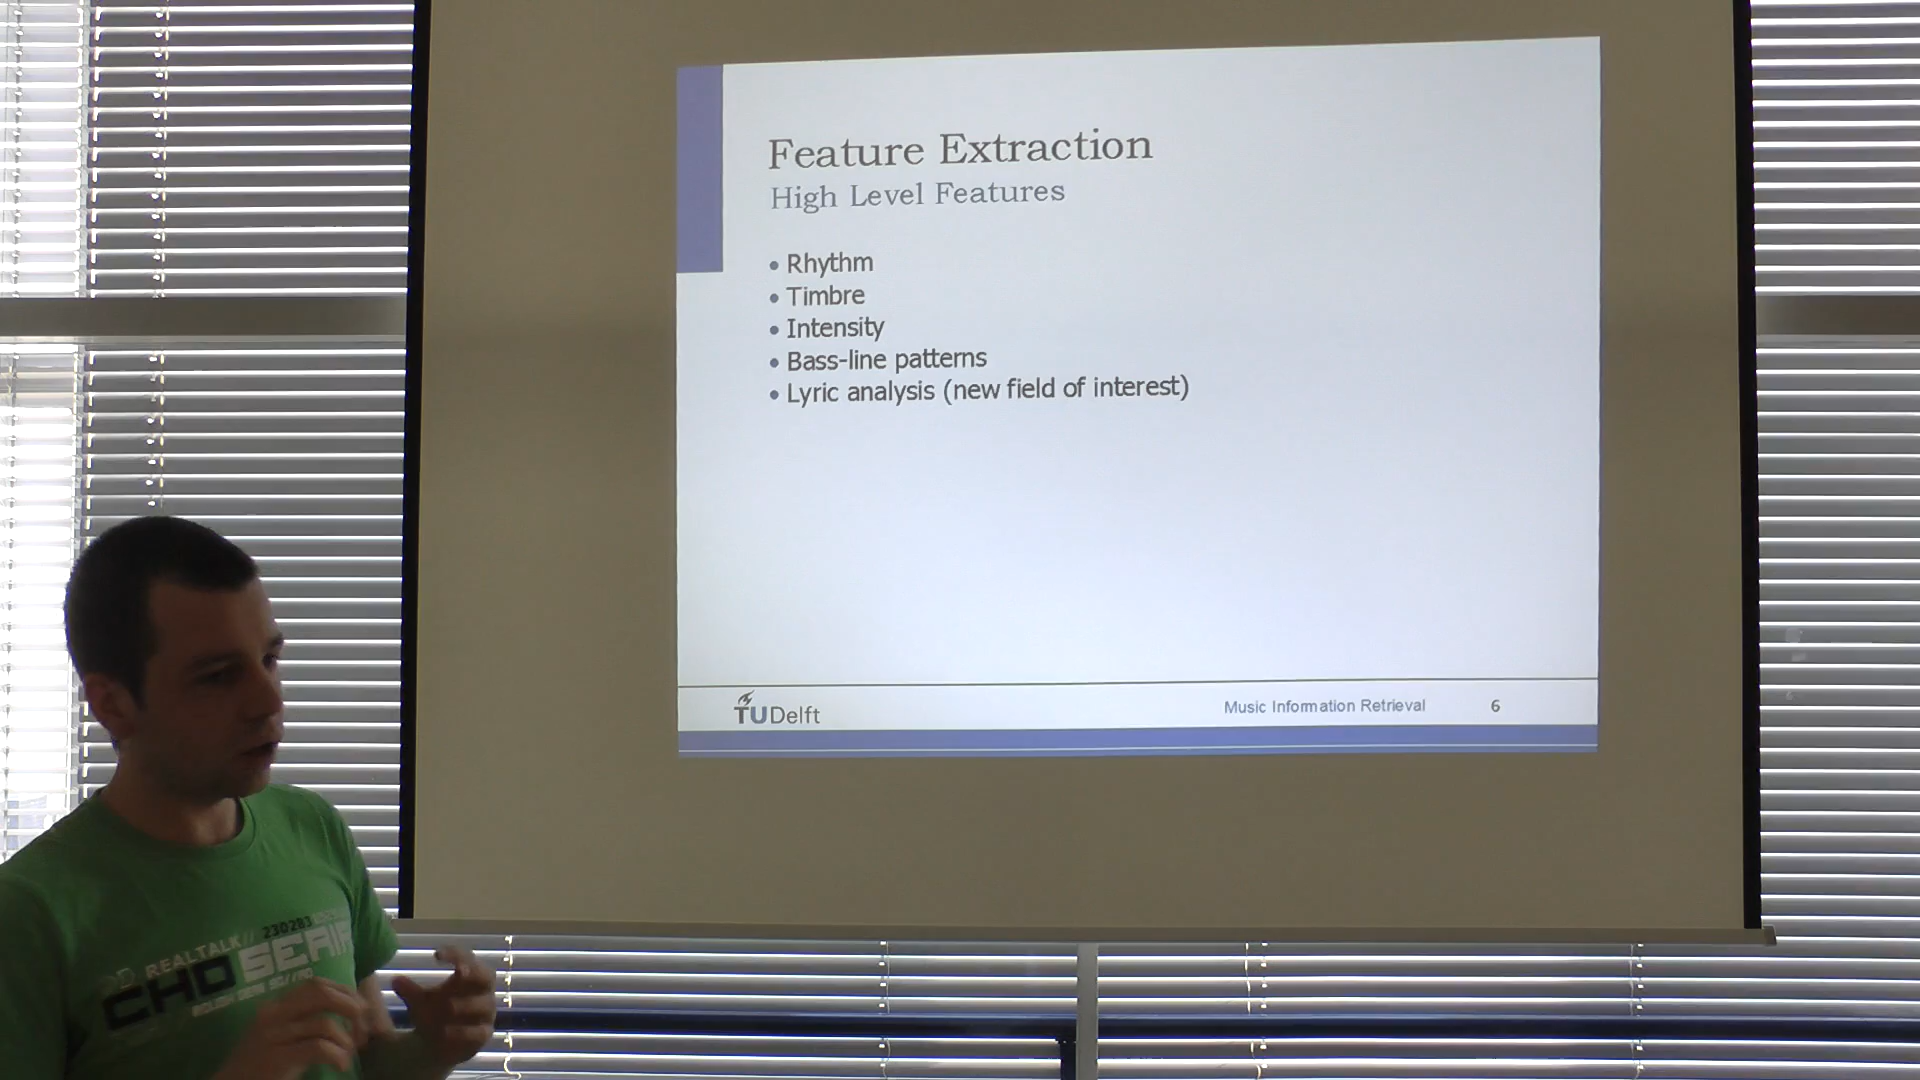 Feature Extraction
High Level Features
• Rhythm
• Timbre
• Intensity
• Bass-line patterns
• Lyric analysis (new field of interest)
TUDelft
Music Information Retrieval
6
REALTALK// 230283